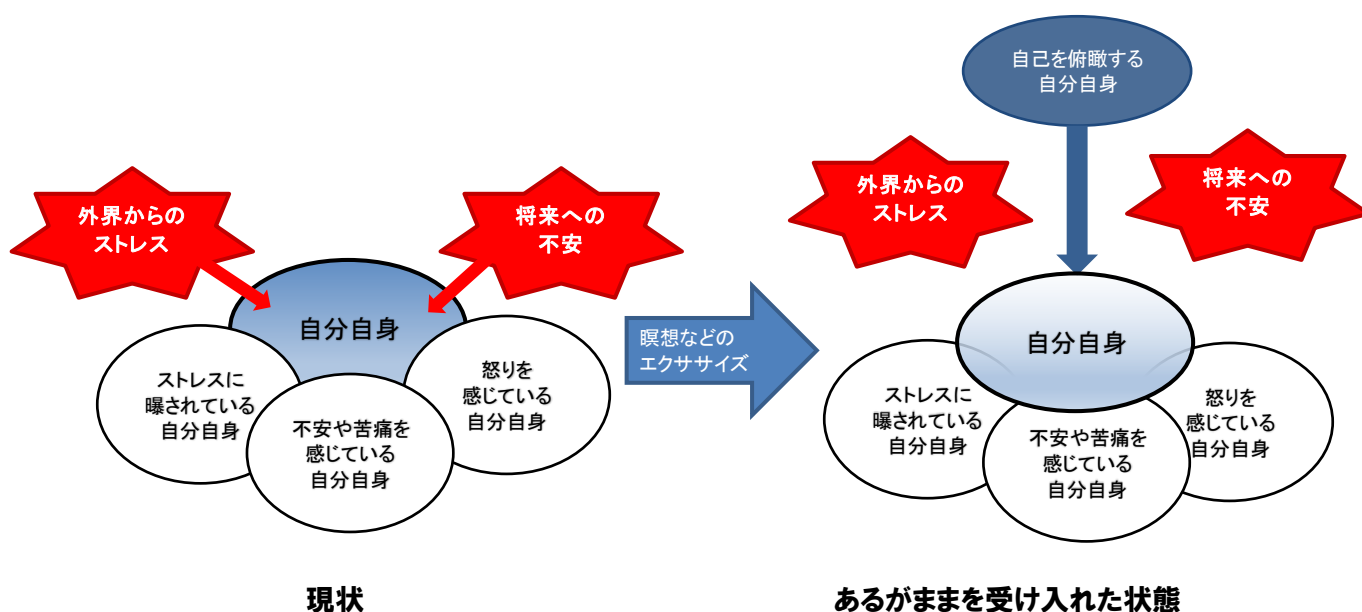 外界からの
ストレス
将来への
不安
自分自身
ストレスに
曝されている
自分自身
不安や苦痛を
感じている
自分自身
怒りを
感じている
自分自身
現状
瞑想などの
エクササイズ
自己を俯瞰する
自分自身
外界からの
ストレス
将来への
不安
自分自身
ストレスに
曝されている
自分自身
不安や苦痛を
感じている
自分自身
怒りを
感じている
自分自身
あるがままを受け入れた状態